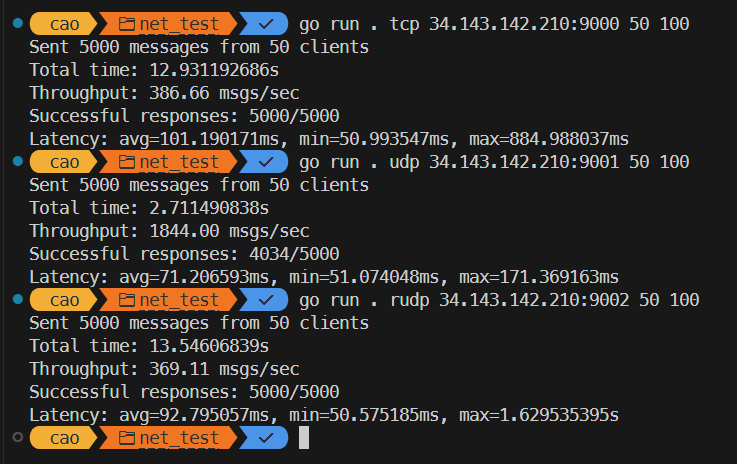 cao net_test ✓ go run . tcp 34.143.142.210:9000 50 100
Sent 5000 messages from 50 clients
Total time: 12.931192686s
Throughput: 386.66 msgs/sec
Successful responses: 5000/5000
Latency: avg=101.190171ms, min=50.993547ms, max=884.988037ms
cao net_test ✓ go run . udp 34.143.142.210:9001 50 100
Sent 5000 messages from 50 clients
Total time: 2.711490838s
Throughput: 1844.00 msgs/sec
Successful responses: 4034/5000
Latency: avg=71.206593ms, min=51.074048ms, max=171.369163ms
cao net_test ✓ go run . rudp 34.143.142.210:9002 50 100
Sent 5000 messages from 50 clients
Total time: 13.54606839s
Throughput: 369.11 msgs/sec
Successful responses: 5000/5000
Latency: avg=92.795057ms, min=50.575185ms, max=1.629535395s
cao net_test ✓